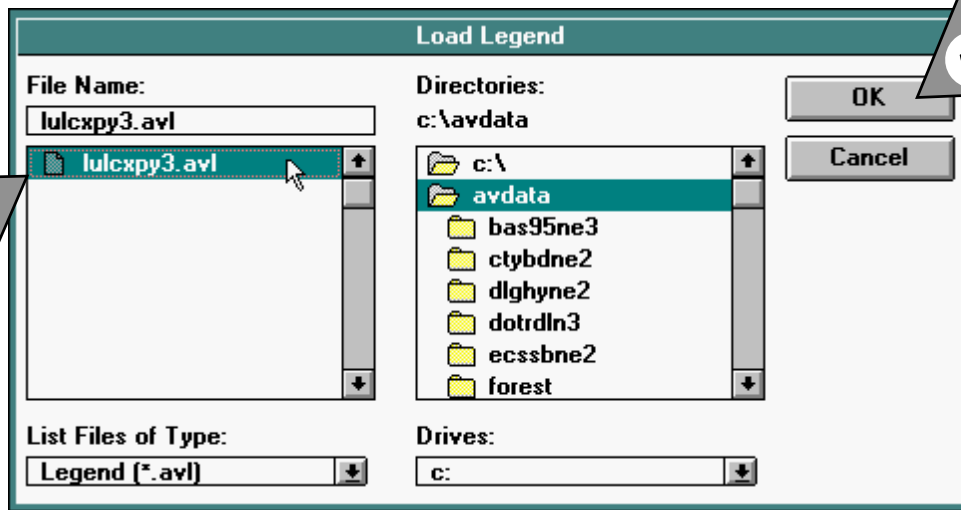 Load Legend
File Name:
lulcxpy3.avl
lulcxpy3.avl
List Files of Type:
Legend (*.avl)
Directories:
c:\avdata
c:\
avdata
bas95ne3
ctybdne2
dlghyne2
dotrdln3
ecssbne2
forest
Drives:
c:
OK
Cancel